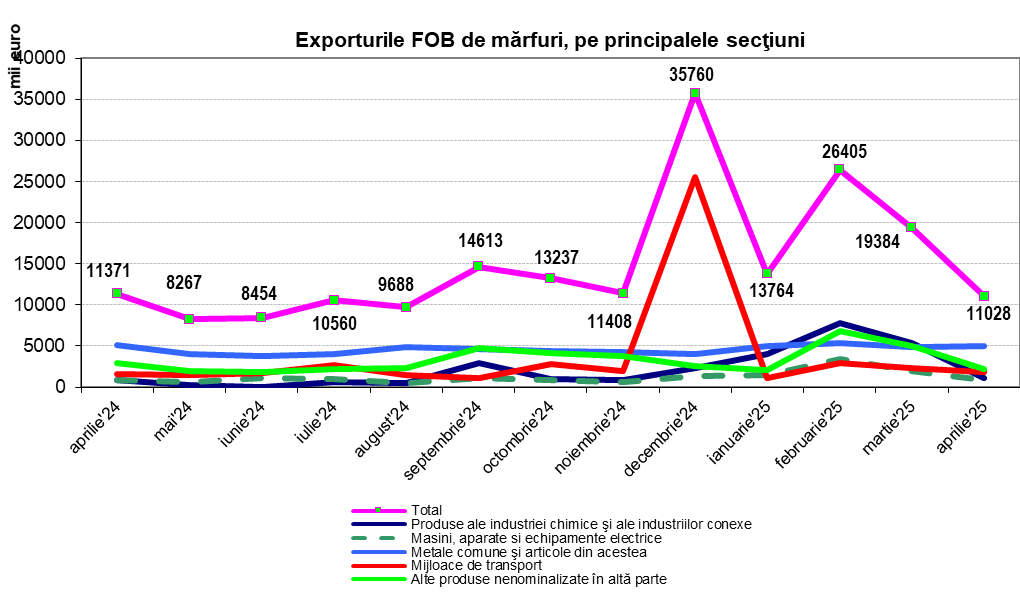 Exporturile FOB de mărfuri, pe principalele secţiuni
mii euro
40000
35000
30000
25000
20000
15000
10000
5000
0
11371
8267
8454
10560
9688
14613
13237
11408
35760
13764
26405
19384
11028
aprilie'24
mai'24
iunie'24
iulie'24
august'24
septembrie'24
octombrie'24
noiembrie'24
decembrie'24
ianuarie'25
februarie'25
martie'25
aprilie'25
Total
Produse ale industriei chimice şi ale industriilor conexe
Masini, aparate si echipamente electrice
Metale comune şi articole din acestea
Mijloace de transport
Alte produse nenominalizate în altă parte